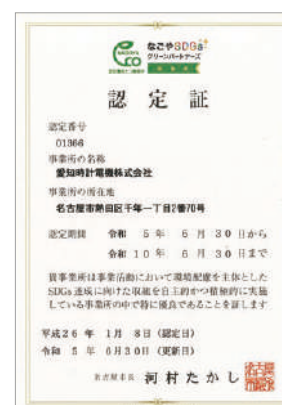 なごやSDGs
グリーンパートナーズ
認定証
認定番号
01366
事業所の名称
愛知時計電機株式会社
事業所の所在地
名古屋市熱田区千年一丁目2番70号
認定期間 令和 5年 6月30日から
令和10年 6月30日まで
貴事業所は事業活動において環境配慮を主体とした
SDGs達成に向けた取組を自主的かつ積極的に実施
している事業所の中で特に優良であることを証します
平成26年 1月 8日（認定日）
令和 5年 6月30日（更新日）
名古屋市長 河村たかし